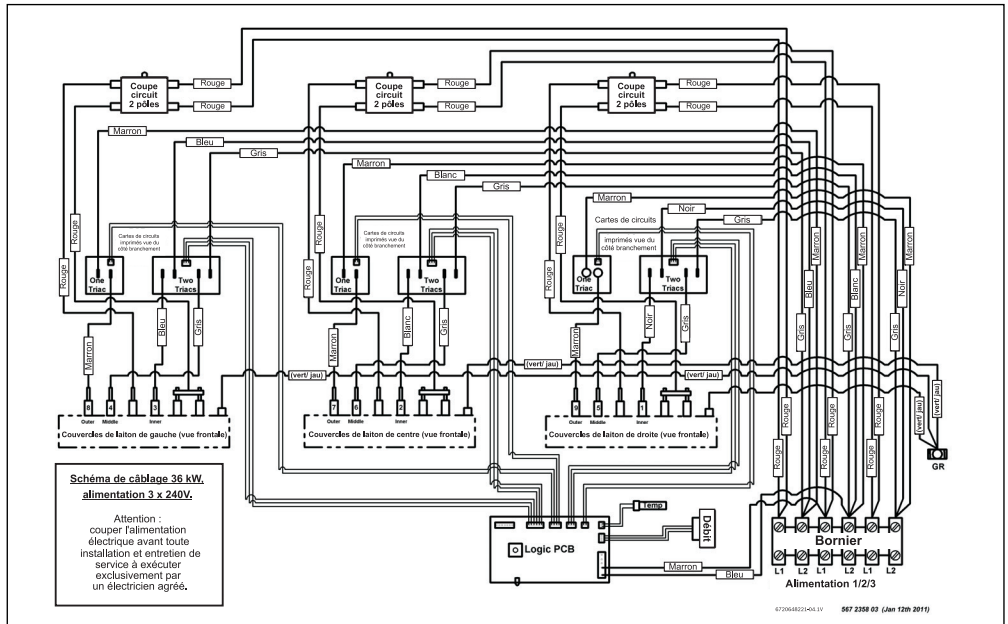 Coupe
circuit
2 pôles
Rouge
Rouge
Coupe
circuit
2 pôles
Rouge
Rouge
Coupe
circuit
2 pôles
Rouge
Rouge
Marron
Bleu
Gris
Marron
Blanc
Gris
Marron
Noir
Gris
Rouge
Rouge
Rouge
Rouge
Rouge
Rouge
Cartes de circuits
imprimés vue du
côté branchement
Cartes de circuits
imprimés vue du
côté branchement
Cartes de circuits
imprimés vue du
côté branchement
One
Triac
Two
Triacs
One
Triac
Two
Triacs
One
Triac
Two
Triacs
Marron
Bleu
Gris
Marron
Blanc
Gris
Marron
Noir
Gris
Gris
Bleu
Marron
Gris
Blanc
Marron
Gris
Noir
Marron
(vert/ jau)
(vert/ jau)
(vert/ jau)
(vert/ jau)
(vert/ jau)
8
4
3
7
6
2
9
5
1
Outer
Middle
Inner
Outer
Middle
Inner
Outer
Middle
Inner
Couvercles de laiton de gauche (vue frontale)
Couvercles de laiton de centre (vue frontale)
Couvercles de laiton de droite (vue frontale)
Rouge
Rouge
Rouge
Rouge
Rouge
Rouge
GR
Schéma de câblage 36 kW,
alimentation 3 x 240V.
Attention :
couper l'alimentation
électrique avant toute
installation et entretien de
service à exécuter
exclusivement par
un électricien agréé.
Temp
Débit
Logic PCB
Marron
Bleu
Bornier
L1
L2
L1
L2
L1
L2
Alimentation 1/2/3
6720648221-04.1V
567 2358 03 (Jan 12th 2011)